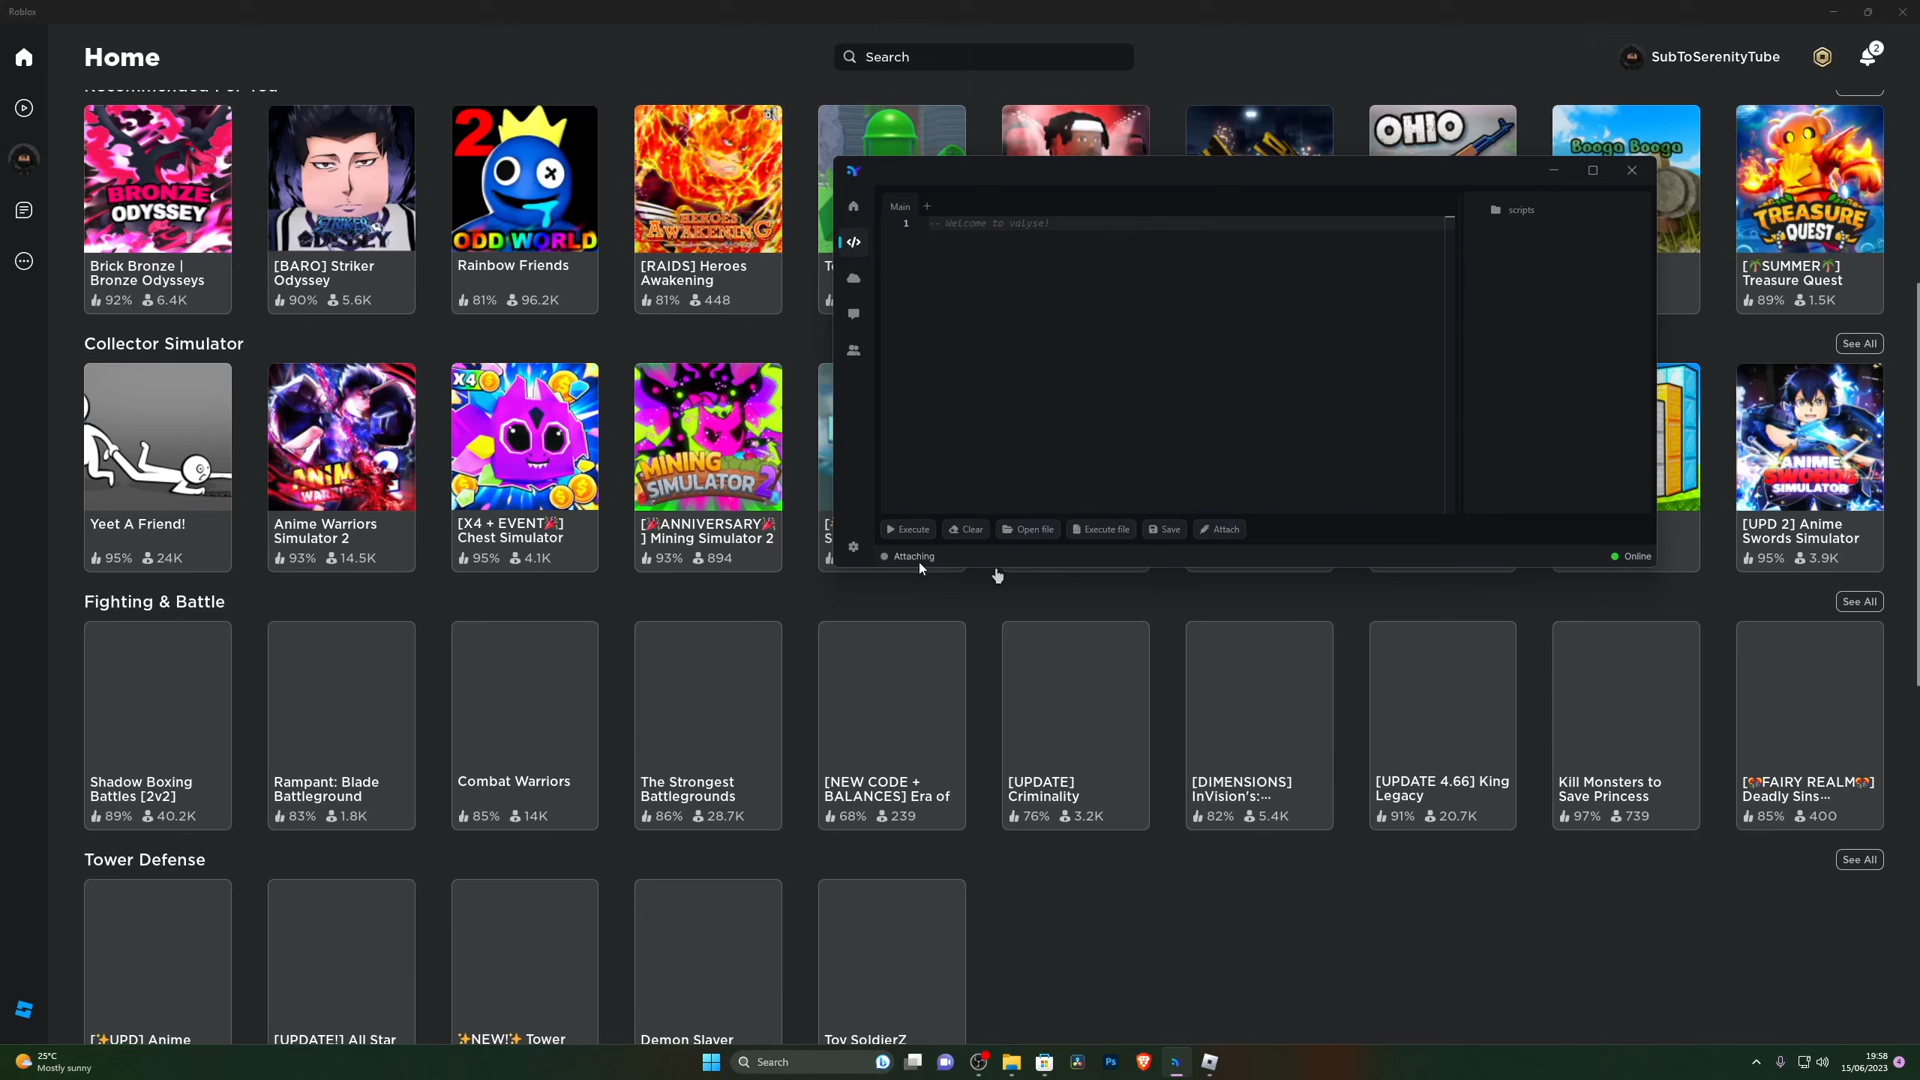 Roblox
Home
Search
SubToSerenityTube
2
Recommended For You
BRONZE
ODYSSEY
STRIKER
ODYSSEY
2
ODD WORLD
HEROES
AWAKENING
OHIO
Booga Booga
TREASURE
QUEST
Brick Bronze |
Bronze Odysseys
92% 6.4K
[BARO] Striker
Odyssey
90% 5.6K
Rainbow Friends
81% 96.2K
[RAIDS] Heroes
Awakening
81% 448
[🌴SUMMER🌴]
Treasure Quest
89% 1.5K
Main +
1 -- Welcome to valyse!
scripts
Execute Clear Open file Execute file Save Attach
Attaching
Online
Collector Simulator
See All
X4
MINING
SIMULATOR 2
ANIME
SWORDS
SIMULATOR
Yeet A Friend!
95% 24K
Anime Warriors
Simulator 2
93% 14.5K
[X4 + EVENT🎉]
Chest Simulator
95% 4.1K
[🎉ANNIVERSARY🎉
] Mining Simulator 2
93% 894
[UPD 2] Anime
Swords Simulator
95% 3.9K
Fighting & Battle
See All
Shadow Boxing
Battles [2v2]
89% 40.2K
Rampant: Blade
Battleground
83% 1.8K
Combat Warriors
85% 14K
The Strongest
Battlegrounds
86% 28.7K
[NEW CODE +
BALANCES] Era of
68% 239
[UPDATE]
Criminality
76% 3.2K
[DIMENSIONS]
InVision's:...
82% 5.4K
[UPDATE 4.66] King
Legacy
91% 20.7K
Kill Monsters to
Save Princess
97% 739
[FAIRY REALM]
Deadly Sins...
85% 400
Tower Defense
See All
[✨UPD] Anime
[UPDATE!] All Star
✨NEW!✨ Tower
Demon Slayer
Toy SoldierZ
25°C
Mostly sunny
Search
Ps
19:58
15/06/2023
4